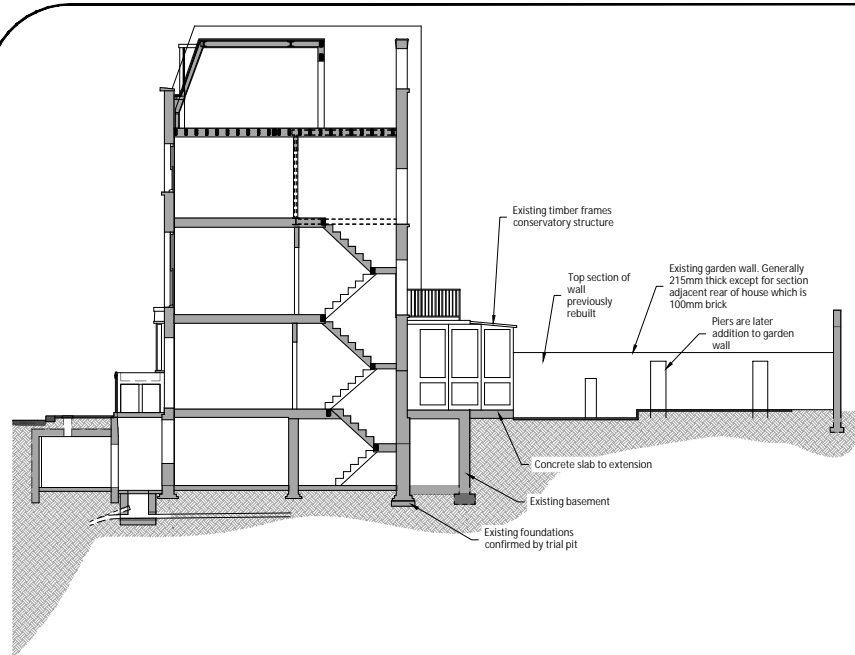 Existing timber frames
conservatory structure
Top section of
wall
previously
rebuilt
Existing garden wall. Generally
215mm thick except for section
adjacent rear of house which is
100mm brick
Piers are later
addition to garden
wall
Concrete slab to extension
Existing basement
Existing foundations
confirmed by trial pit